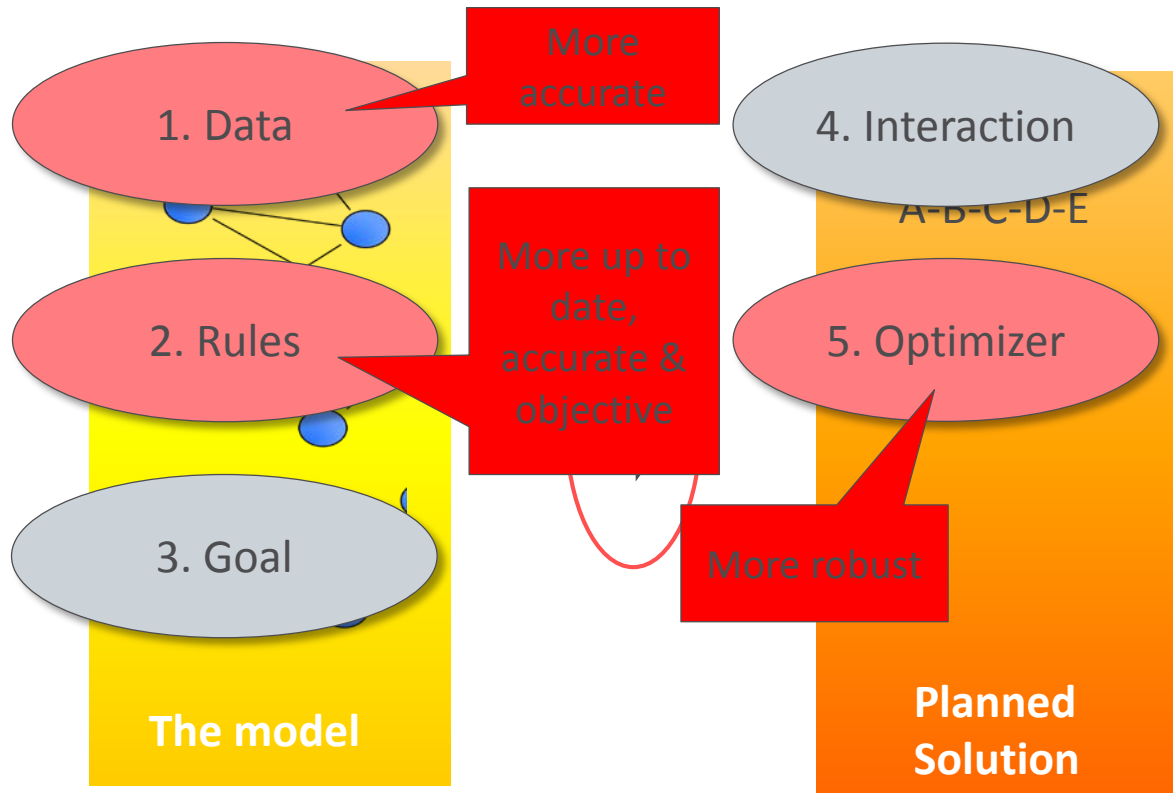 More
accurate
1. Data
4. Interaction
A-B-C-D-E
More up to
date,
accurate &
objective
2. Rules
5. Optimizer
3. Goal
More robust
The model
Planned
Solution